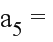 a₅ =